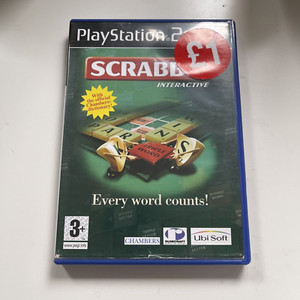 PlayStation 2
£1
SCRABB
INTERACTIVE
With
the official
Chambers
dictionary!
Every word counts!
3+
www.pegi.info
CHAMBERS
Ubi Soft